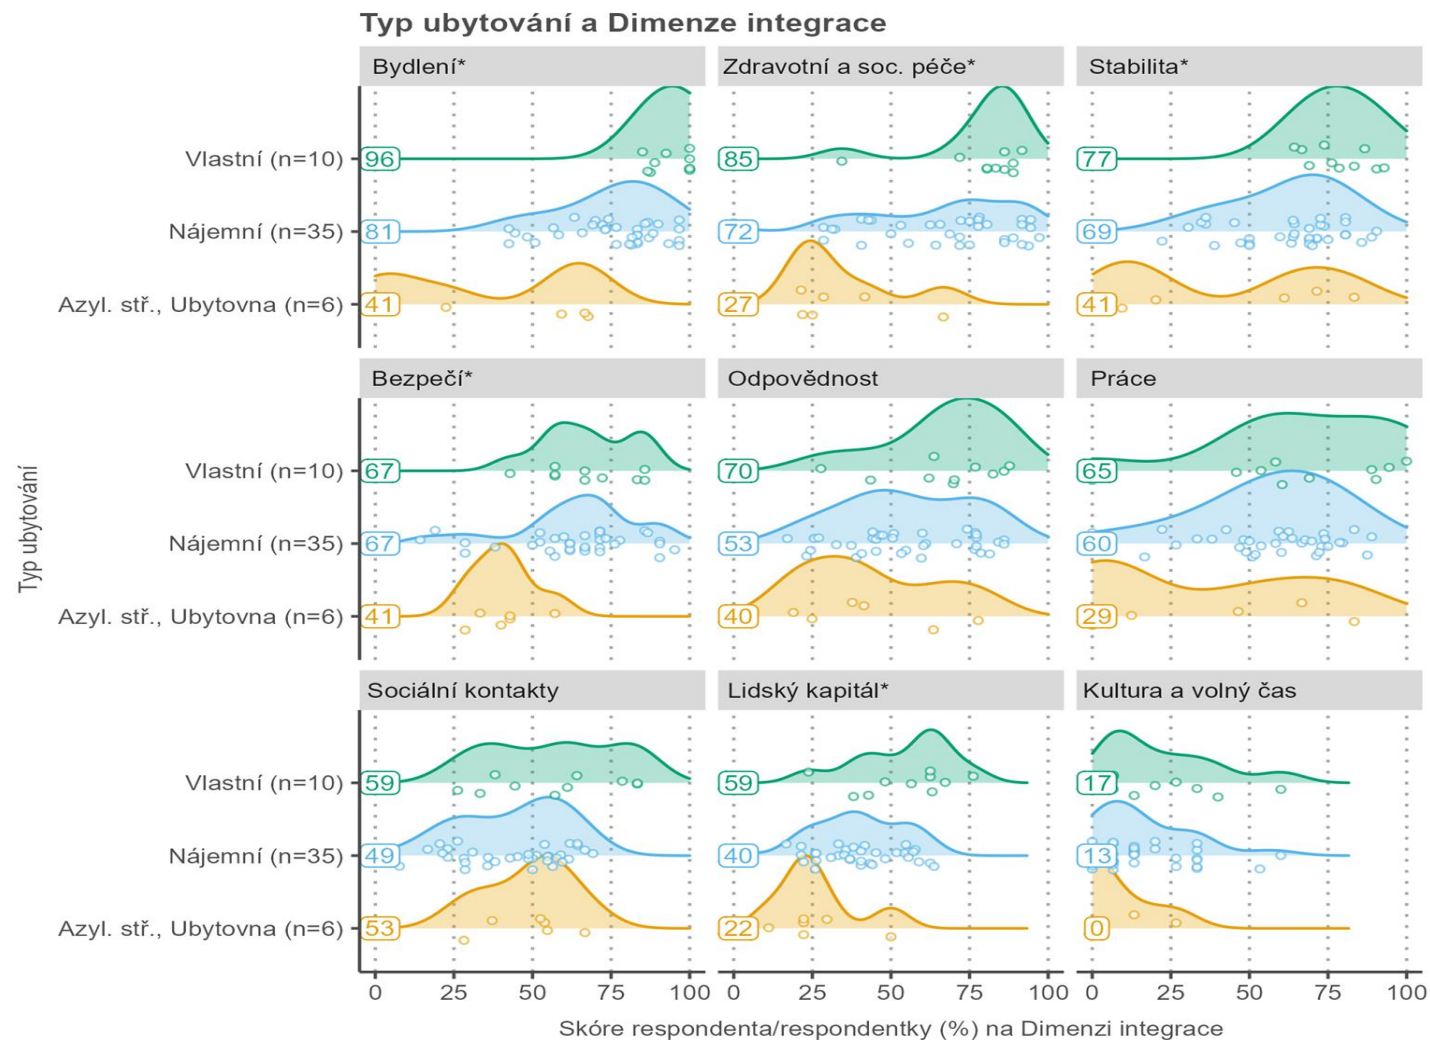 Typ ubytování a Dimenze integrace
Bydlení* Zdravotní a soc. péče* Stabilita*
Vlastní (n=10) 96 85 77
Nájemní (n=35) 81 72 69
Azyl. stř., Ubytovna (n=6) 41 27 41
Bezpečí* Odpovědnost Práce
Vlastní (n=10) 67 70 65
Nájemní (n=35) 67 53 60
Azyl. stř., Ubytovna (n=6) 41 40 29
Typ ubytování
Sociální kontakty Lidský kapitál* Kultura a volný čas
Vlastní (n=10) 59 59 17
Nájemní (n=35) 49 40 13
Azyl. stř., Ubytovna (n=6) 53 22 0
0 25 50 75 100 0 25 50 75 100 0 25 50 75 100
Skóre respondenta/respondentky (%) na Dimenzi integrace